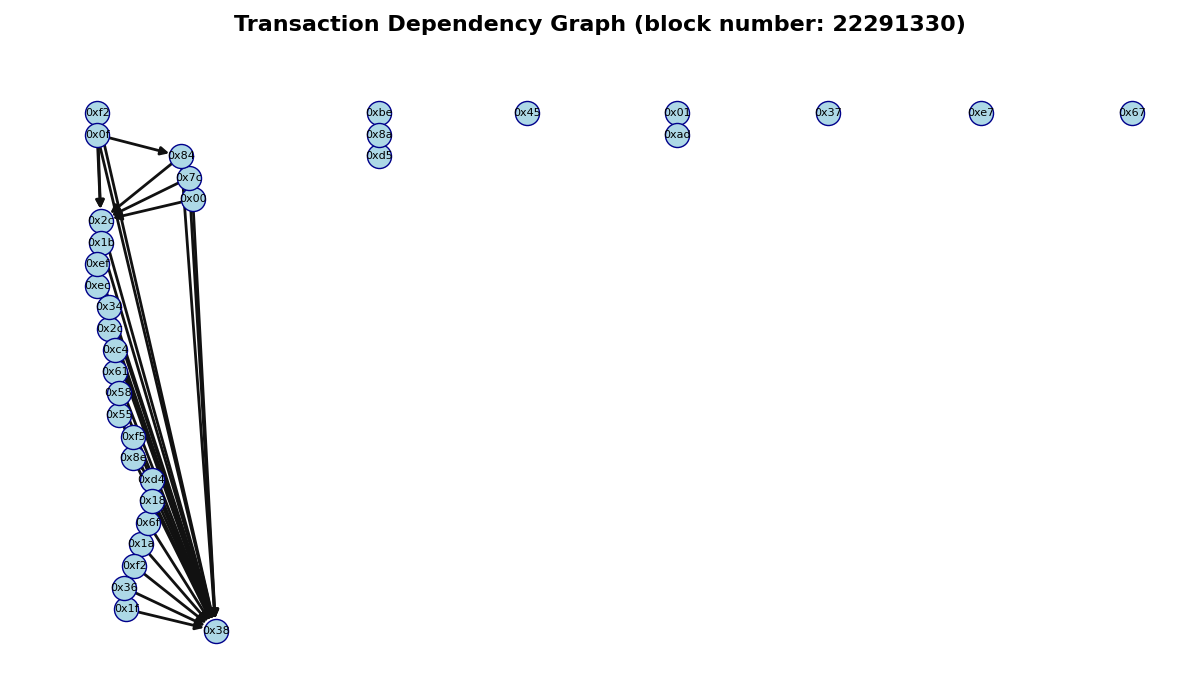 Transaction Dependency Graph (block number: 22291330)
0xf2
0xbe
0x45
0x01
0x37
0xe7
0x67
0x0f
0x8a
0xad
0x84
0xd5
0x7c
0x00
0x2c
0x1b
0xef
0xec
0x34
0x2c
0xc4
0x61
0x58
0x55
0xf5
0x8e
0xd4
0x18
0x6f
0x1a
0xf2
0x36
0x1f
0x38